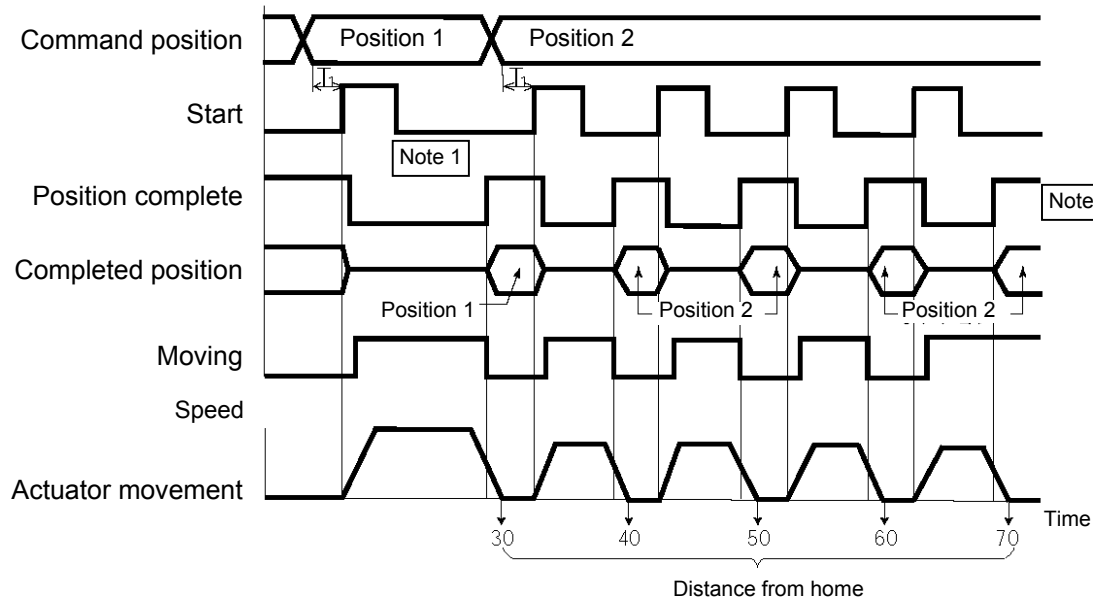 Command position
Position 1
Position 2
T1
T1
Start
Note 1
Position complete
Note
Completed position
Position 1
Position 2
Position 2
Moving
Speed
Actuator movement
Time
30
40
50
60
70
Distance from home